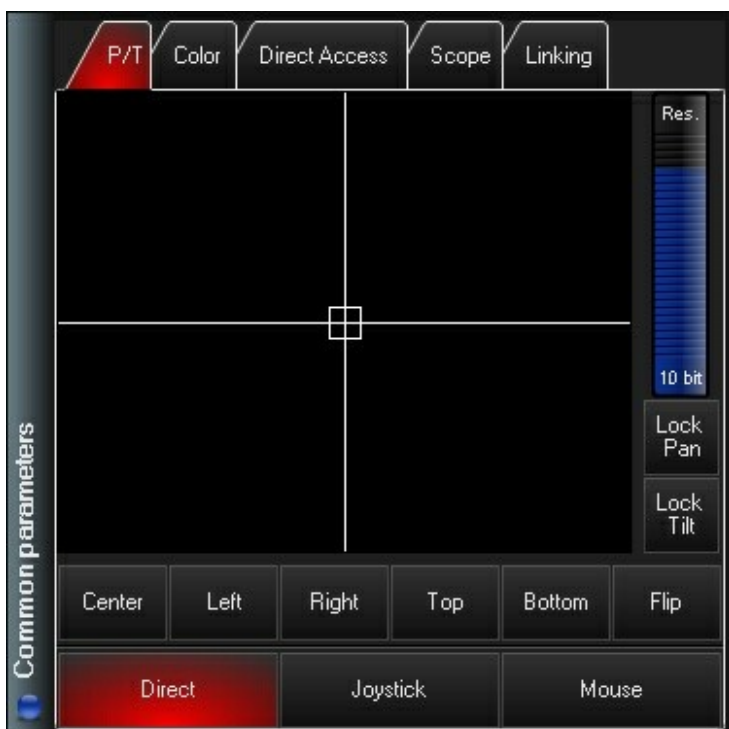 P/T Color Direct Access Scope Linking
Res.
10 bit
Lock
Pan
Lock
Tilt
Center Left Right Top Bottom Flip
Direct Joystick Mouse
Common parameters